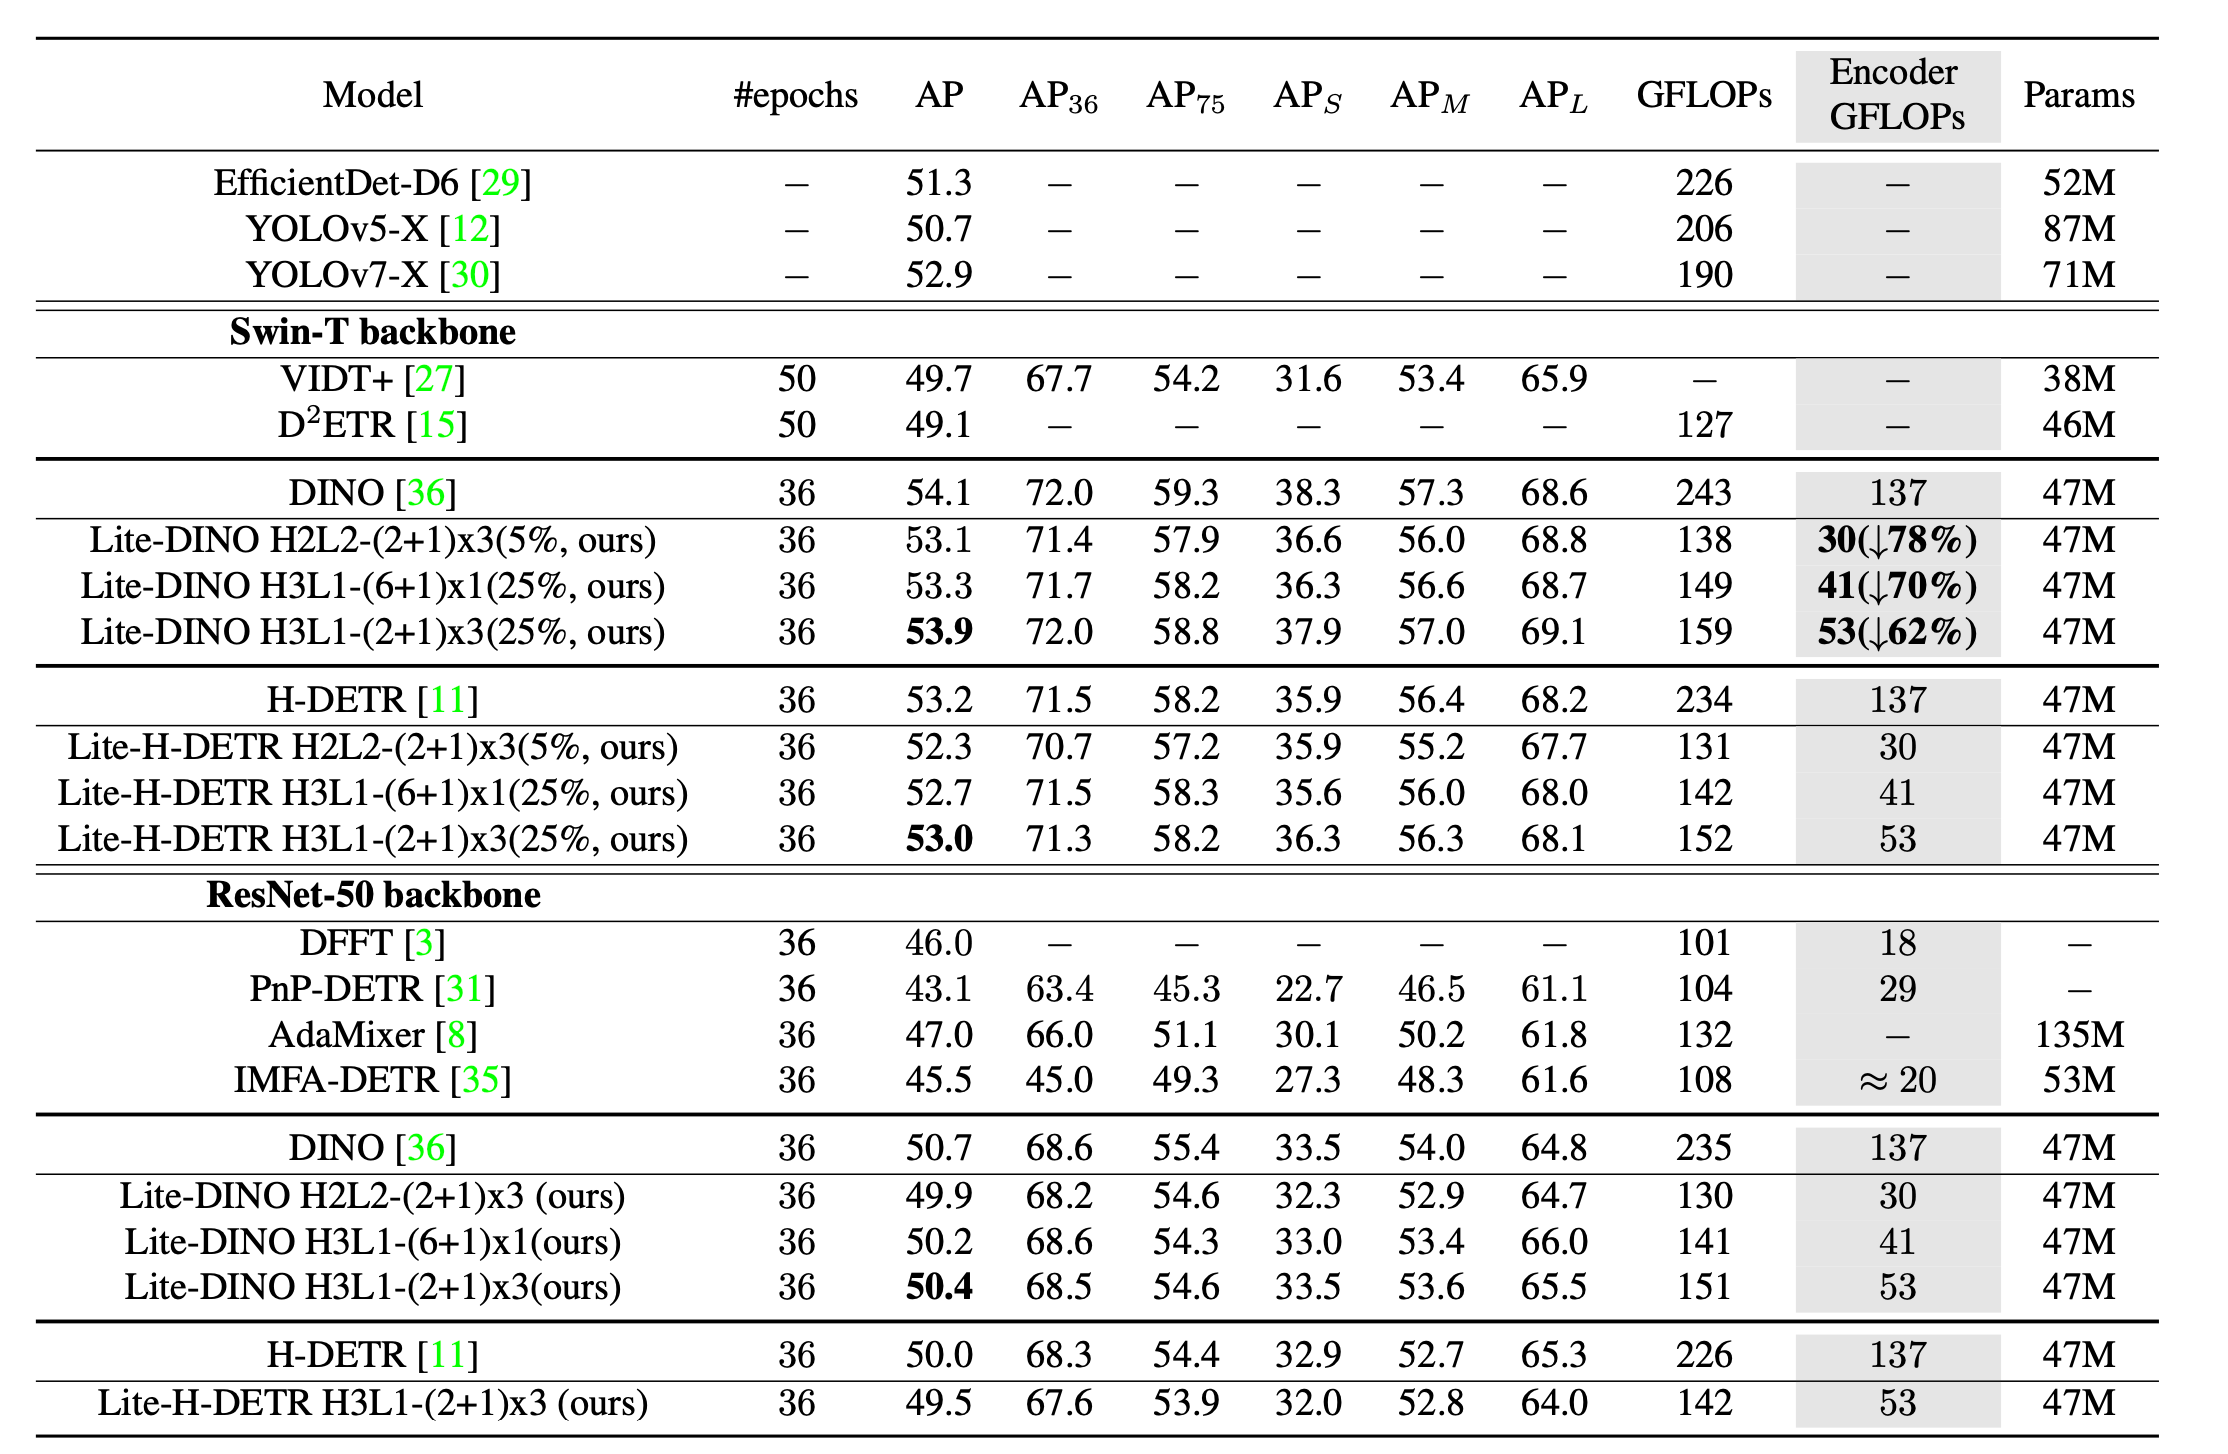 Model #epochs AP AP36 AP75 APS APM APL GFLOPs Encoder GFLOPs Params
EfficientDet-D6 [29] – 51.3 – – – – – 226 – 52M
YOLOv5-X [12] – 50.7 – – – – – 206 – 87M
YOLOv7-X [30] – 52.9 – – – – – 190 – 71M
Swin-T backbone
VIDT+ [27] 50 49.7 67.7 54.2 31.6 53.4 65.9 – – 38M
D²ETR [15] 50 49.1 – – – – – 127 – 46M
DINO [36] 36 54.1 72.0 59.3 38.3 57.3 68.6 243 137 47M
Lite-DINO H2L2-(2+1)x3(5%, ours) 36 53.1 71.4 57.9 36.6 56.0 68.8 138 30(↓78%) 47M
Lite-DINO H3L1-(6+1)x1(25%, ours) 36 53.3 71.7 58.2 36.3 56.6 68.7 149 41(↓70%) 47M
Lite-DINO H3L1-(2+1)x3(25%, ours) 36 53.9 72.0 58.8 37.9 57.0 69.1 159 53(↓62%) 47M
H-DETR [11] 36 53.2 71.5 58.2 35.9 56.4 68.2 234 137 47M
Lite-H-DETR H2L2-(2+1)x3(5%, ours) 36 52.3 70.7 57.2 35.9 55.2 67.7 131 30 47M
Lite-H-DETR H3L1-(6+1)x1(25%, ours) 36 52.7 71.5 58.3 35.6 56.0 68.0 142 41 47M
Lite-H-DETR H3L1-(2+1)x3(25%, ours) 36 53.0 71.3 58.2 36.3 56.3 68.1 152 53 47M
ResNet-50 backbone
DFFT [3] 36 46.0 – – – – – 101 18 –
PnP-DETR [31] 36 43.1 63.4 45.3 22.7 46.5 61.1 104 29 –
AdaMixer [8] 36 47.0 66.0 51.1 30.1 50.2 61.8 132 – 135M
IMFA-DETR [35] 36 45.5 45.0 49.3 27.3 48.3 61.6 108 ≈ 20 53M
DINO [36] 36 50.7 68.6 55.4 33.5 54.0 64.8 235 137 47M
Lite-DINO H2L2-(2+1)x3 (ours) 36 49.9 68.2 54.6 32.3 52.9 64.7 130 30 47M
Lite-DINO H3L1-(6+1)x1(ours) 36 50.2 68.6 54.3 33.0 53.4 66.0 141 41 47M
Lite-DINO H3L1-(2+1)x3(ours) 36 50.4 68.5 54.6 33.5 53.6 65.5 151 53 47M
H-DETR [11] 36 50.0 68.3 54.4 32.9 52.7 65.3 226 137 47M
Lite-H-DETR H3L1-(2+1)x3 (ours) 36 49.5 67.6 53.9 32.0 52.8 64.0 142 53 47M